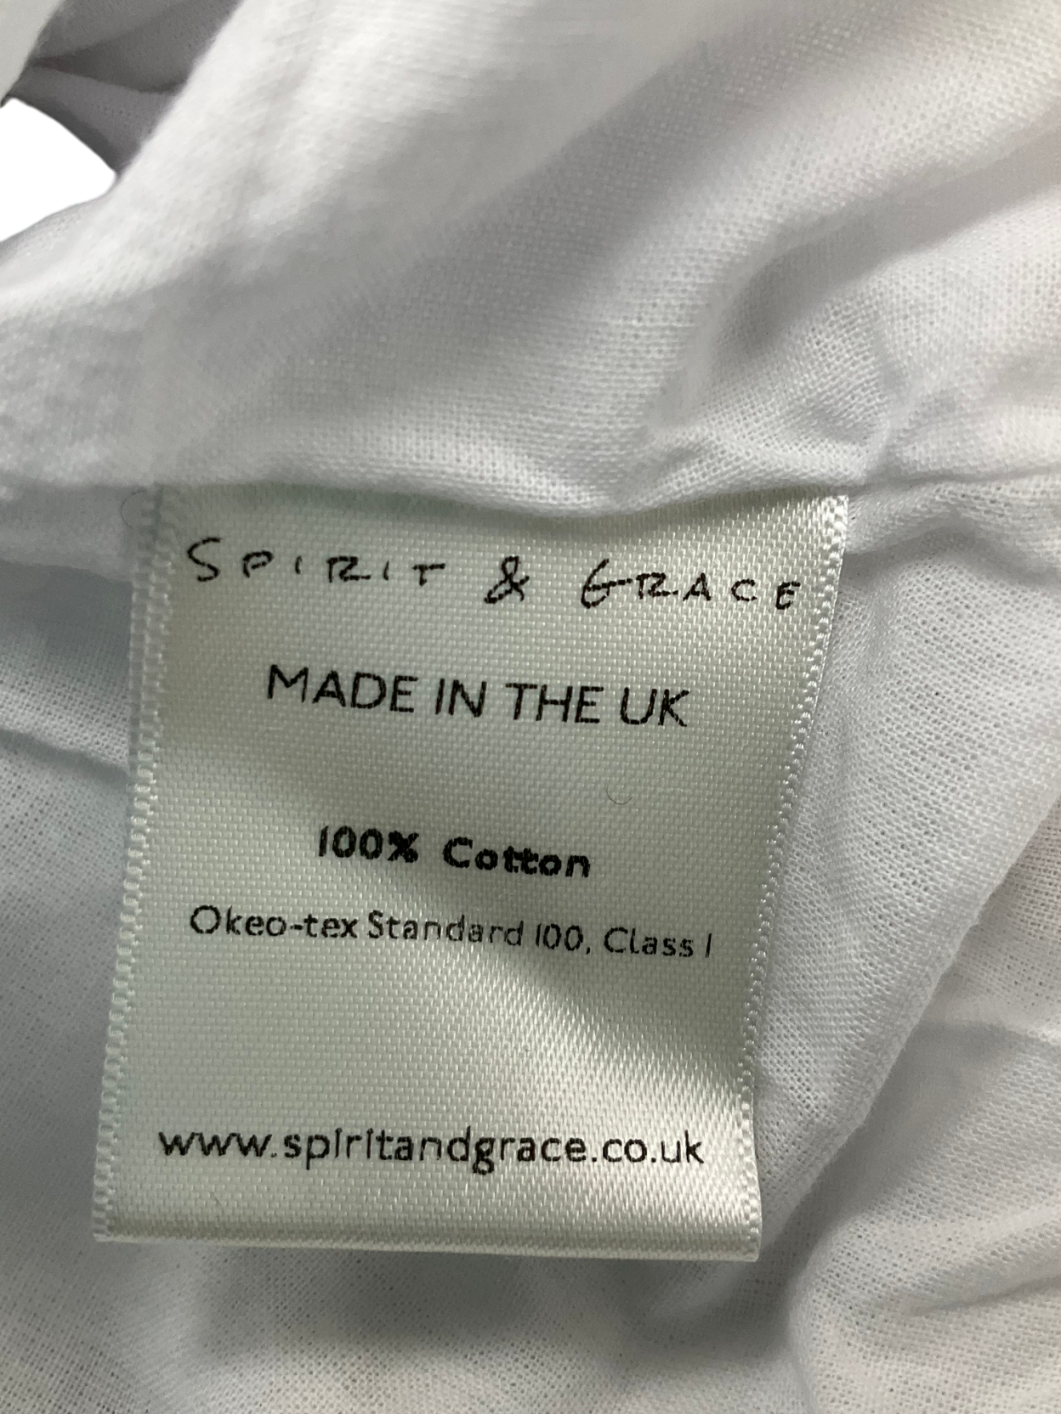 SPIRIT & GRACE
MADE IN THE UK
100% Cotton
Okeo-tex Standard 100, Class 1
www.spiritandgrace.co.uk